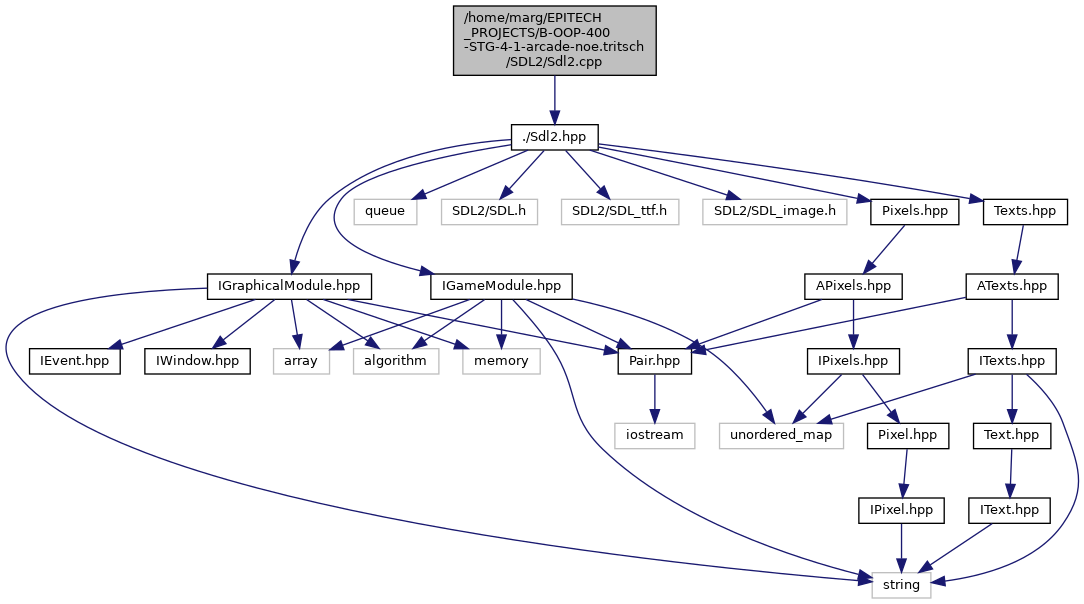 /home/marg/EPITECH
_PROJECTS/B-OOP-400
-STG-4-1-arcade-noe.tritsch
/SDL2/Sdl2.cpp
./Sdl2.hpp
queue
SDL2/SDL.h
SDL2/SDL_ttf.h
SDL2/SDL_image.h
Pixels.hpp
Texts.hpp
IGraphicalModule.hpp
IGameModule.hpp
APixels.hpp
ATexts.hpp
IEvent.hpp
IWindow.hpp
array
algorithm
memory
Pair.hpp
IPixels.hpp
ITexts.hpp
iostream
unordered_map
Pixel.hpp
Text.hpp
IPixel.hpp
IText.hpp
string